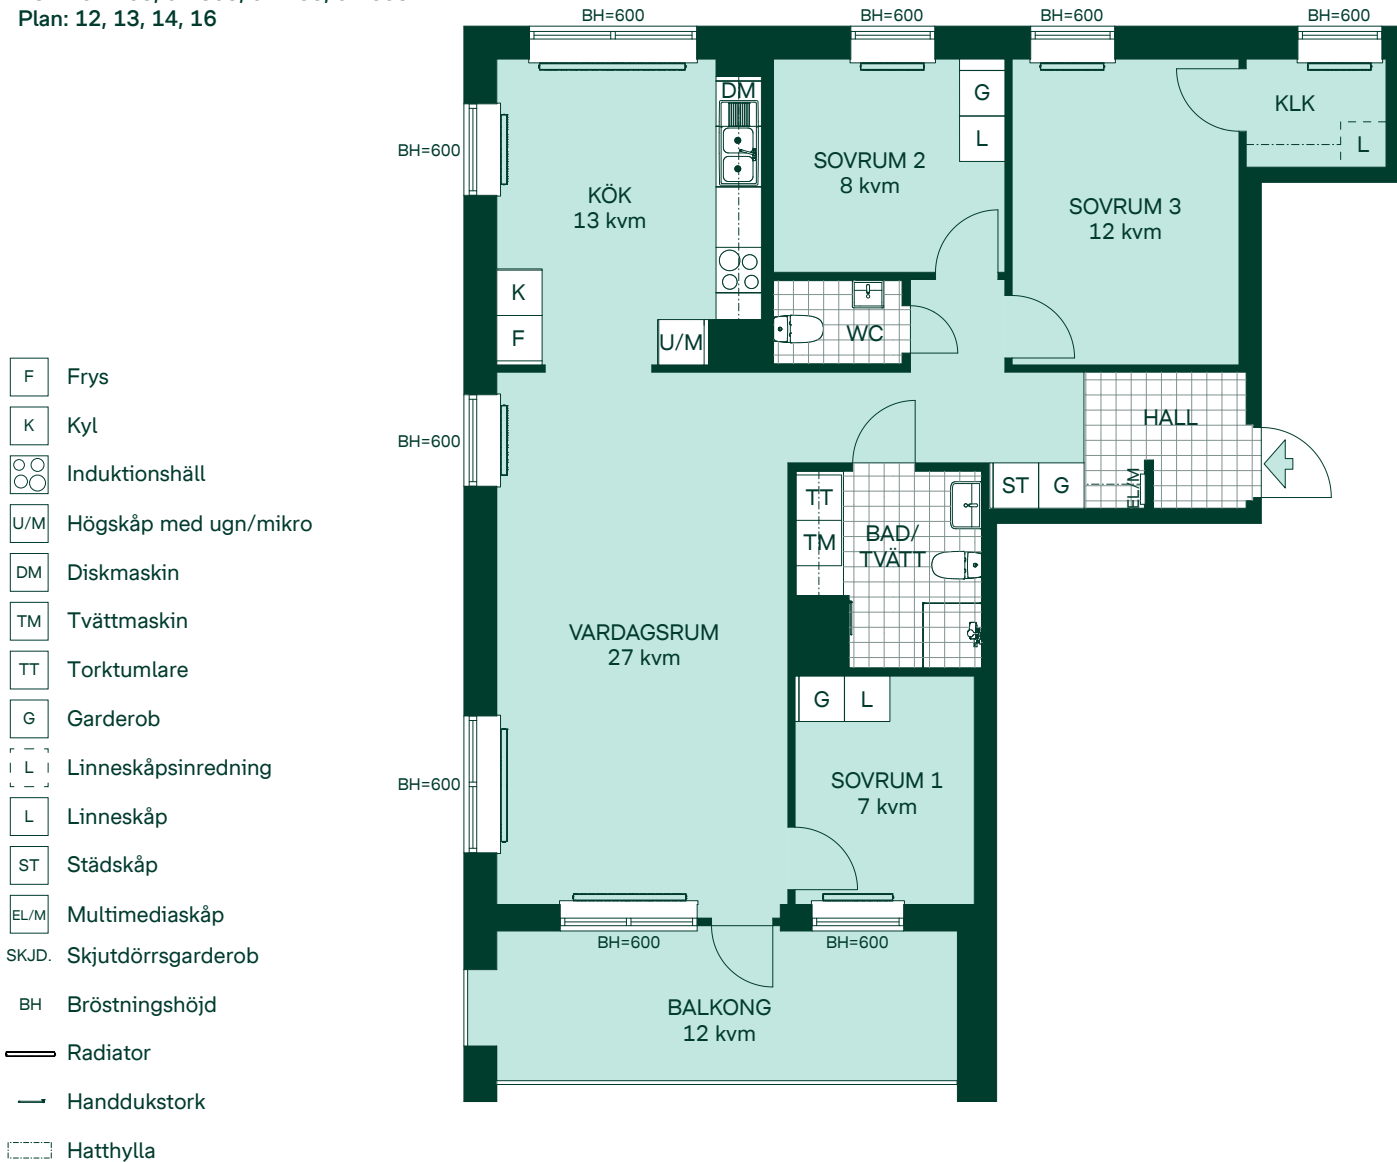 Plan: 12, 13, 14, 16
BH=600
BH=600
BH=600
BH=600
DM
G
L
KLK
L
BH=600
SOVRUM 2
8 kvm
KÖK
13 kvm
SOVRUM 3
12 kvm
K
F
U/M
WC
BH=600
HALL
ST
G
EL/M
TT
TM
BAD/
TVÄTT
VARDAGSRUM
27 kvm
G
L
BH=600
SOVRUM 1
7 kvm
BH=600
BH=600
BALKONG
12 kvm
F Frys
K Kyl
Induktionshäll
U/M Högskåp med ugn/mikro
DM Diskmaskin
TM Tvättmaskin
TT Torktumlare
G Garderob
L Linneskåpsinredning
L Linneskåp
ST Städskåp
EL/M Multimediaskåp
SKJD. Skjutdörrsgarderob
BH Bröstningshöjd
Radiator
Handdukstork
Hatthylla